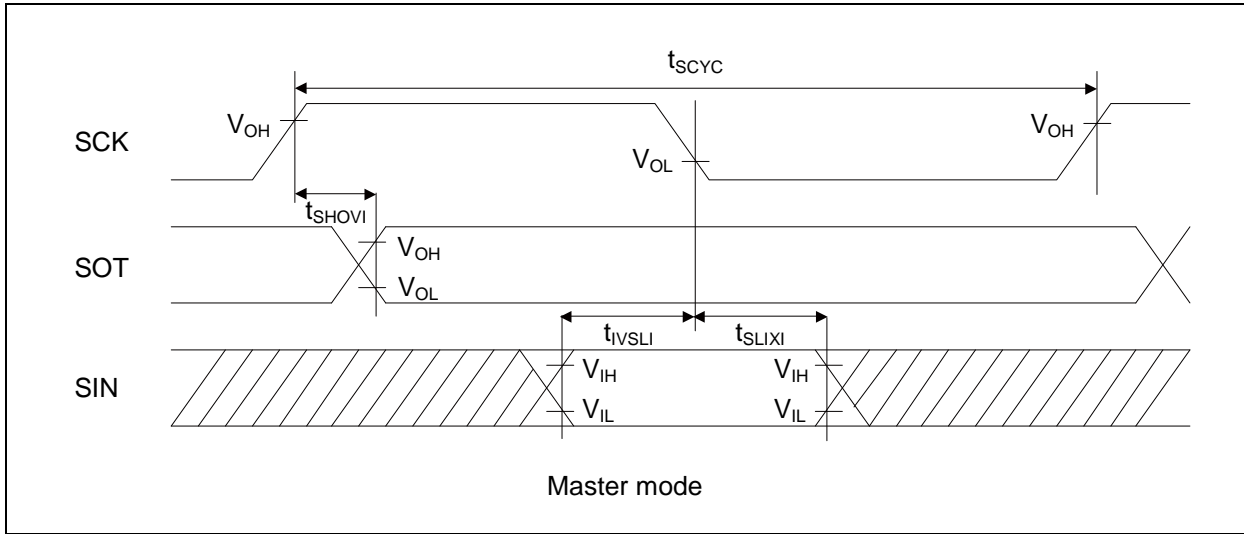 tSCYC
SCK
VOH
VOL
VOH
tSHOVI
SOT
VOH
VOL
tIVSLI
tSLIXI
SIN
VIH
VIH
VIL
VIL
Master mode